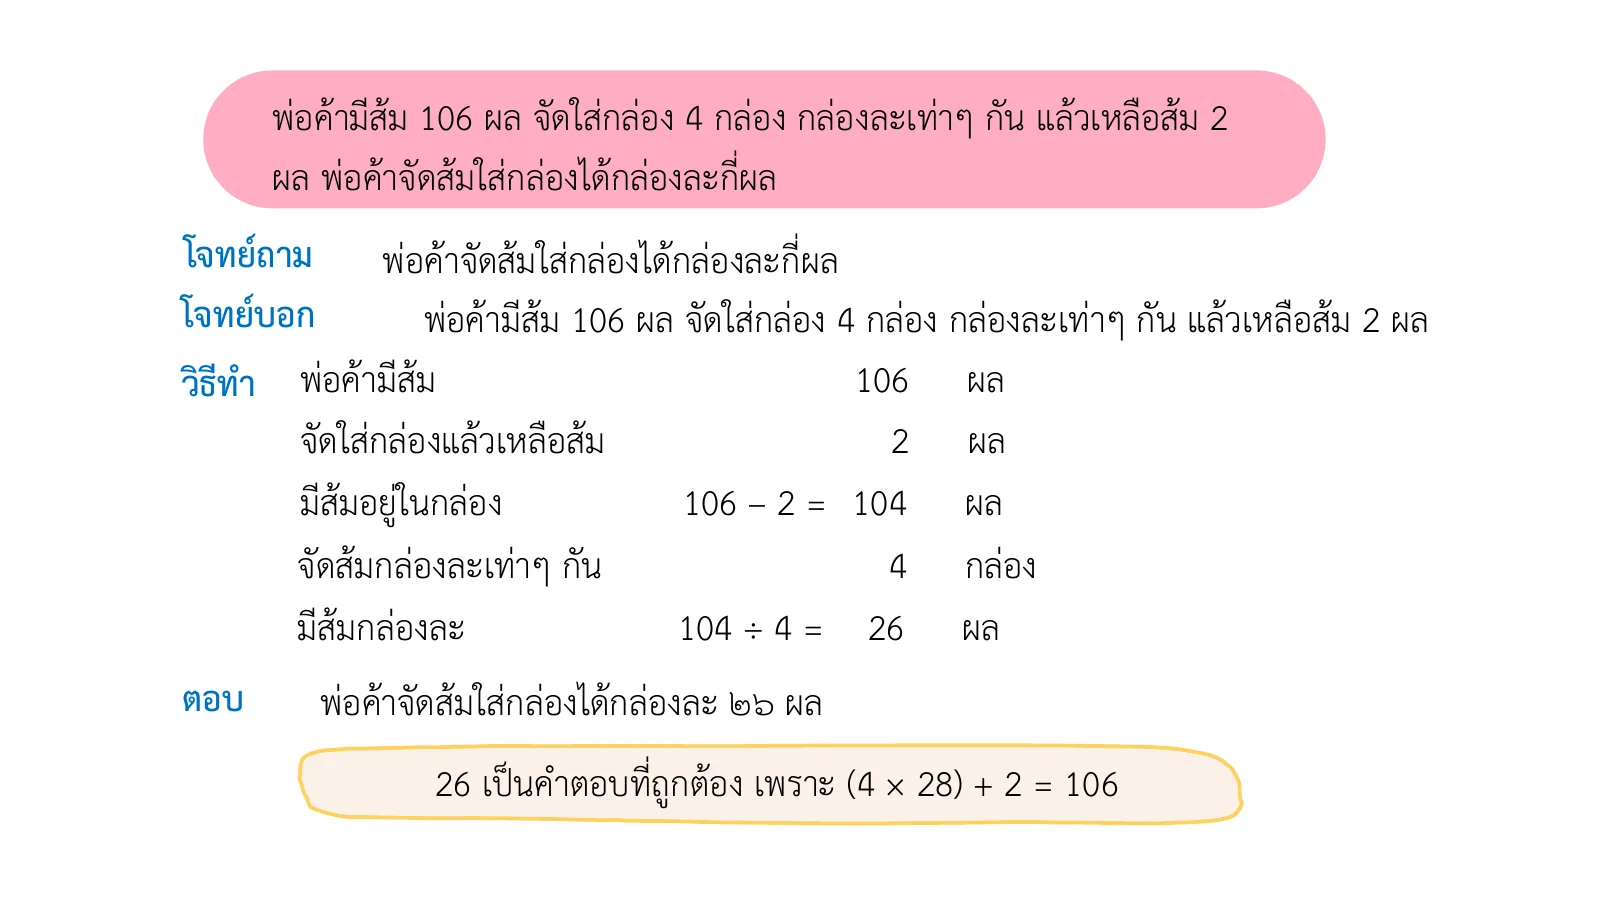 พ่อค้ามีส้ม 106 ผล จัดใส่กล่อง 4 กล่อง กล่องละเท่าๆ กัน แล้วเหลือส้ม 2
ผล พ่อค้าจัดส้มใส่กล่องได้กล่องละกี่ผล
โจทย์ถาม พ่อค้าจัดส้มใส่กล่องได้กล่องละกี่ผล
โจทย์บอก พ่อค้ามีส้ม 106 ผล จัดใส่กล่อง 4 กล่อง กล่องละเท่าๆ กัน แล้วเหลือส้ม 2 ผล
วิธีทำ พ่อค้ามีส้ม 106 ผล
จัดใส่กล่องแล้วเหลือส้ม 2 ผล
มีส้มอยู่ในกล่อง 106 – 2 = 104 ผล
จัดส้มกล่องละเท่าๆ กัน 4 กล่อง
มีส้มกล่องละ 104 ÷ 4 = 26 ผล
ตอบ พ่อค้าจัดส้มใส่กล่องได้กล่องละ ๒๖ ผล
26 เป็นคำตอบที่ถูกต้อง เพราะ (4 × 28) + 2 = 106